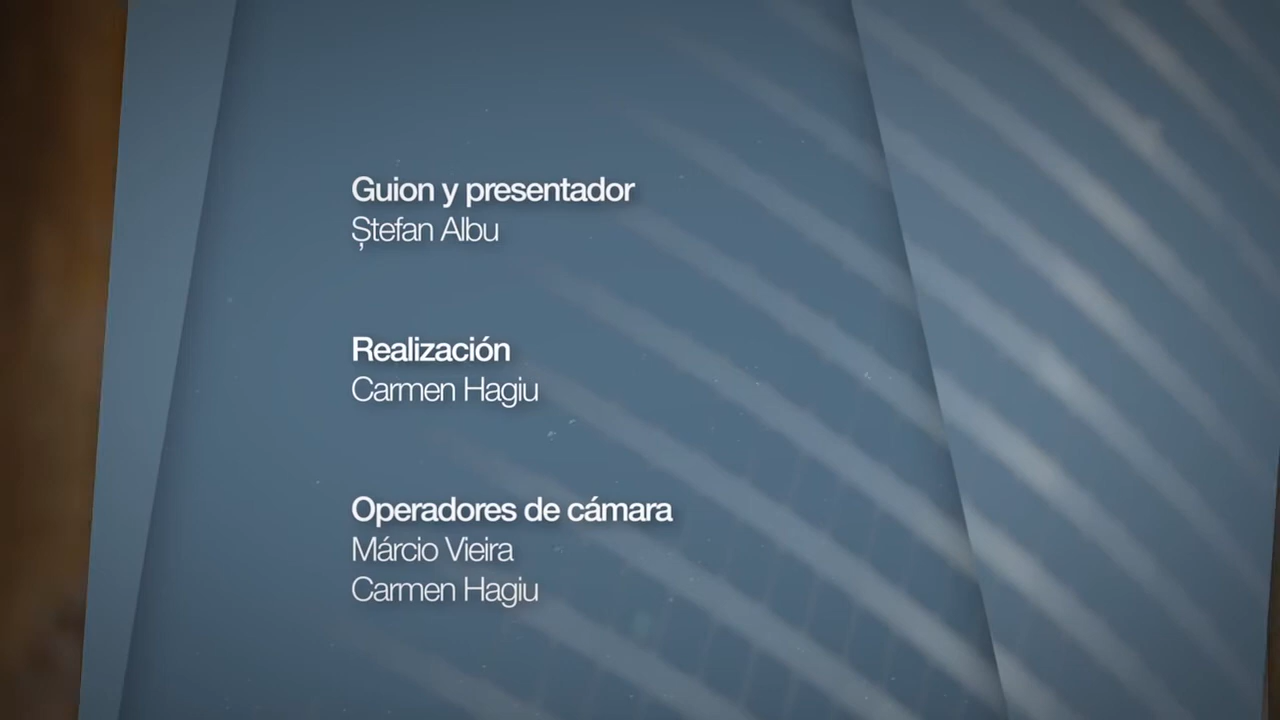 Guion y presentador
Ștefan Albu
Realización
Carmen Hagiu
Operadores de cámara
Márcio Vieira
Carmen Hagiu